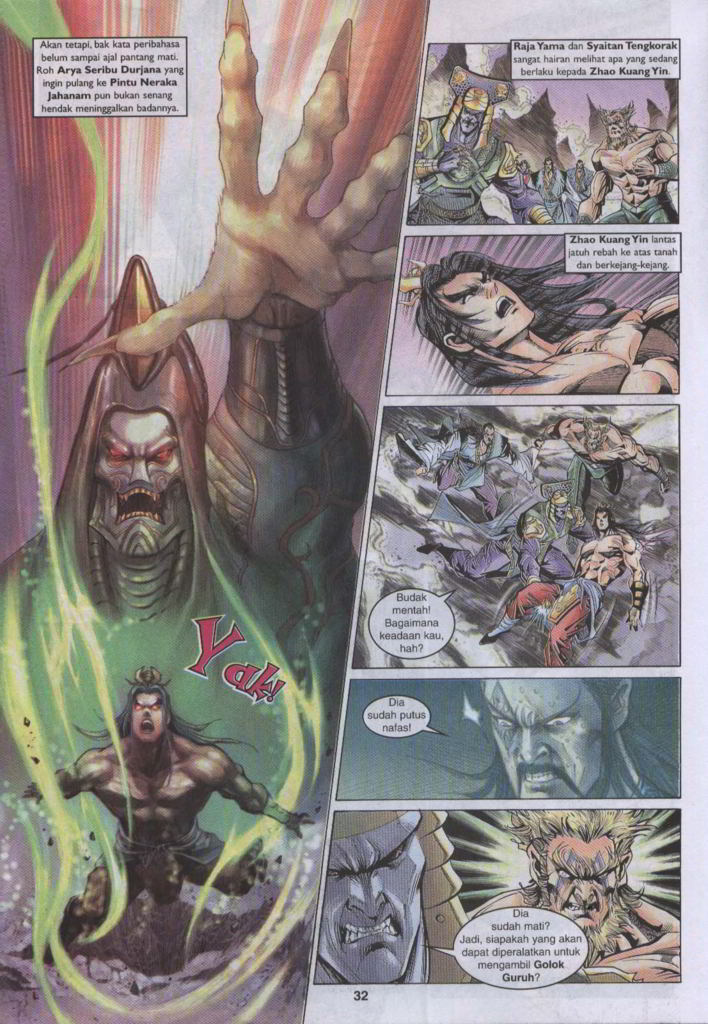 Akan tetapi, bak kata peribahasa
belum sampai ajal pantang mati.
Roh Arya Seribu Durjana yang
ingin pulang ke Pintu Neraka
Jahanam pun bukan senang
hendak meninggalkan badannya.
Yak!
Raja Yama dan Syaitan Tengkorak
sangat hairan melihat apa yang sedang
berlaku kepada Zhao Kuang Yin.
Zhao Kuang Yin lantas
jatuh rebah ke atas tanah
dan berkejang-kejang.
Budak
mentah!
Bagaimana
keadaan kau,
hah?
Dia
sudah putus
nafas!
Dia
sudah mati?
Jadi, siapakah yang akan
dapat diperalatkan untuk
mengambil Golok
Guruh?
32